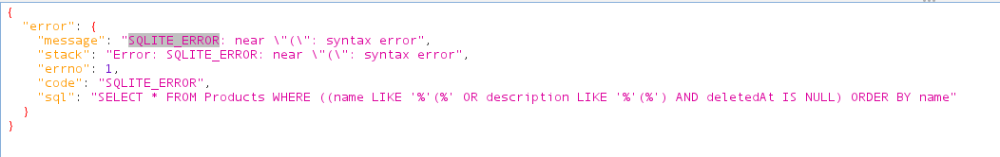 {
"error": {
"message": "SQLITE_ERROR: near \"(\": syntax error",
"stack": "Error: SQLITE_ERROR: near \"(\": syntax error",
"errno": 1,
"code": "SQLITE_ERROR",
"sql": "SELECT * FROM Products WHERE ((name LIKE '%'(%' OR description LIKE '%'(%') AND deletedAt IS NULL) ORDER BY name"
}
}